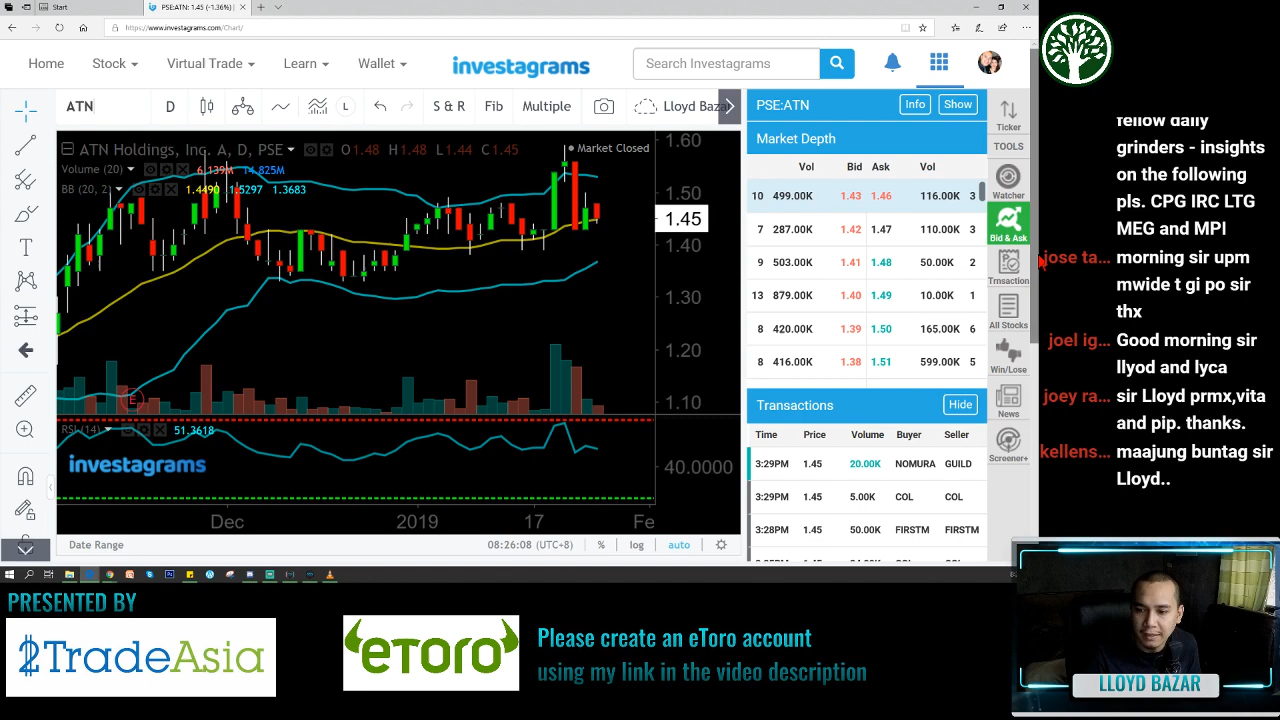 Start
PSE:ATN: 1.45 (-1.36%)
https://www.investagrams.com/Chart/
Home
Stock
Virtual Trade
Learn
Wallet
investagrams
Search Investagrams
ATN
D
L
S & R
Fib
Multiple
Lloyd Baza
ATN Holdings, Inc. A, D, PSE
O1.48 H1.48 L1.44 C1.45
Market Closed
Volume (20)
6.139M 4.825M
BB (20, 2)
1.4490 1.5297 1.3683
1.60
1.50
1.45
1.40
1.30
1.20
1.10
E
RSI (14)
51.3618
investagrams
40.0000
Dec
2019
17
Fe
Date Range
08:26:08 (UTC+8)
%
log
auto
PSE:ATN
Info
Show
Market Depth
Vol Bid Ask Vol
10 499.00K 1.43 1.46 116.00K 3
7 287.00K 1.42 1.47 110.00K 3
9 503.00K 1.41 1.48 50.00K 2
13 879.00K 1.40 1.49 10.00K 1
8 420.00K 1.39 1.50 165.00K 6
8 416.00K 1.38 1.51 599.00K 5
Transactions
Hide
Time Price Volume Buyer Seller
3:29PM 1.45 20.00K NOMURA GUILD
3:29PM 1.45 5.00K COL COL
3:28PM 1.45 50.00K FIRSTM FIRSTM
Ticker
TOOLS
Watcher
Bid & Ask
Trnsaction
All Stocks
Win/Lose
News
Screener+
fellow daily
grinders - insights
on the following
pls. CPG IRC LTG
MEG and MPI
jose ta... morning sir upm
mwide t gi po sir
thx
joel ig... Good morning sir
llyod and lyca
joey ra... sir Lloyd prmx,vita
and pip. thanks.
kellens... maajung buntag sir
Lloyd..
PRESENTED BY
2TradeAsia
eToro
Please create an eToro account
using my link in the video description
LLOYD BAZAR